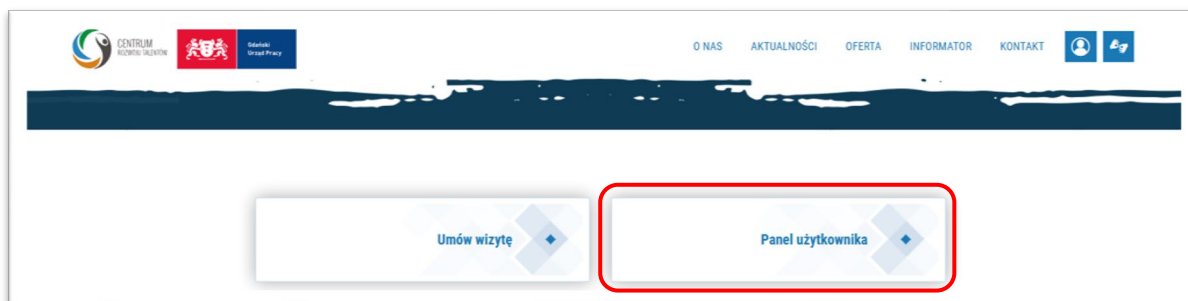 CENTRUM
ROZWOJU TALENTÓW
Gdański
Urząd Pracy
O NAS AKTUALNOŚCI OFERTA INFORMATOR KONTAKT
Umów wizytę
Panel użytkownika